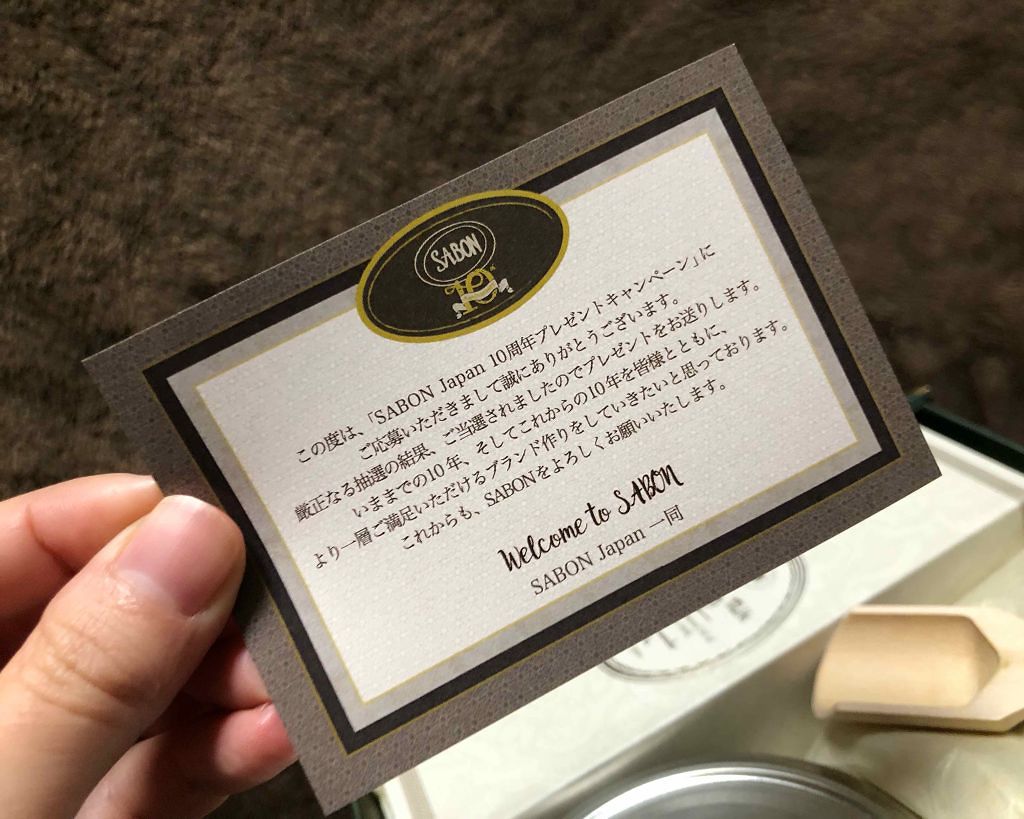 SABON
10
この度は、「SABON Japan 10周年プレゼントキャンペーン」に
ご応募いただきまして誠にありがとうございます。
厳正なる抽選の結果、ご当選されましたのでプレゼントをお送りします。
いままでの10年、そしてこれからの10年を皆様とともに、
より一層ご満足いただけるブランド作りをしていきたいと思っております。
これからも、SABONをよろしくお願いいたします。
Welcome to SABON
SABON Japan 一同